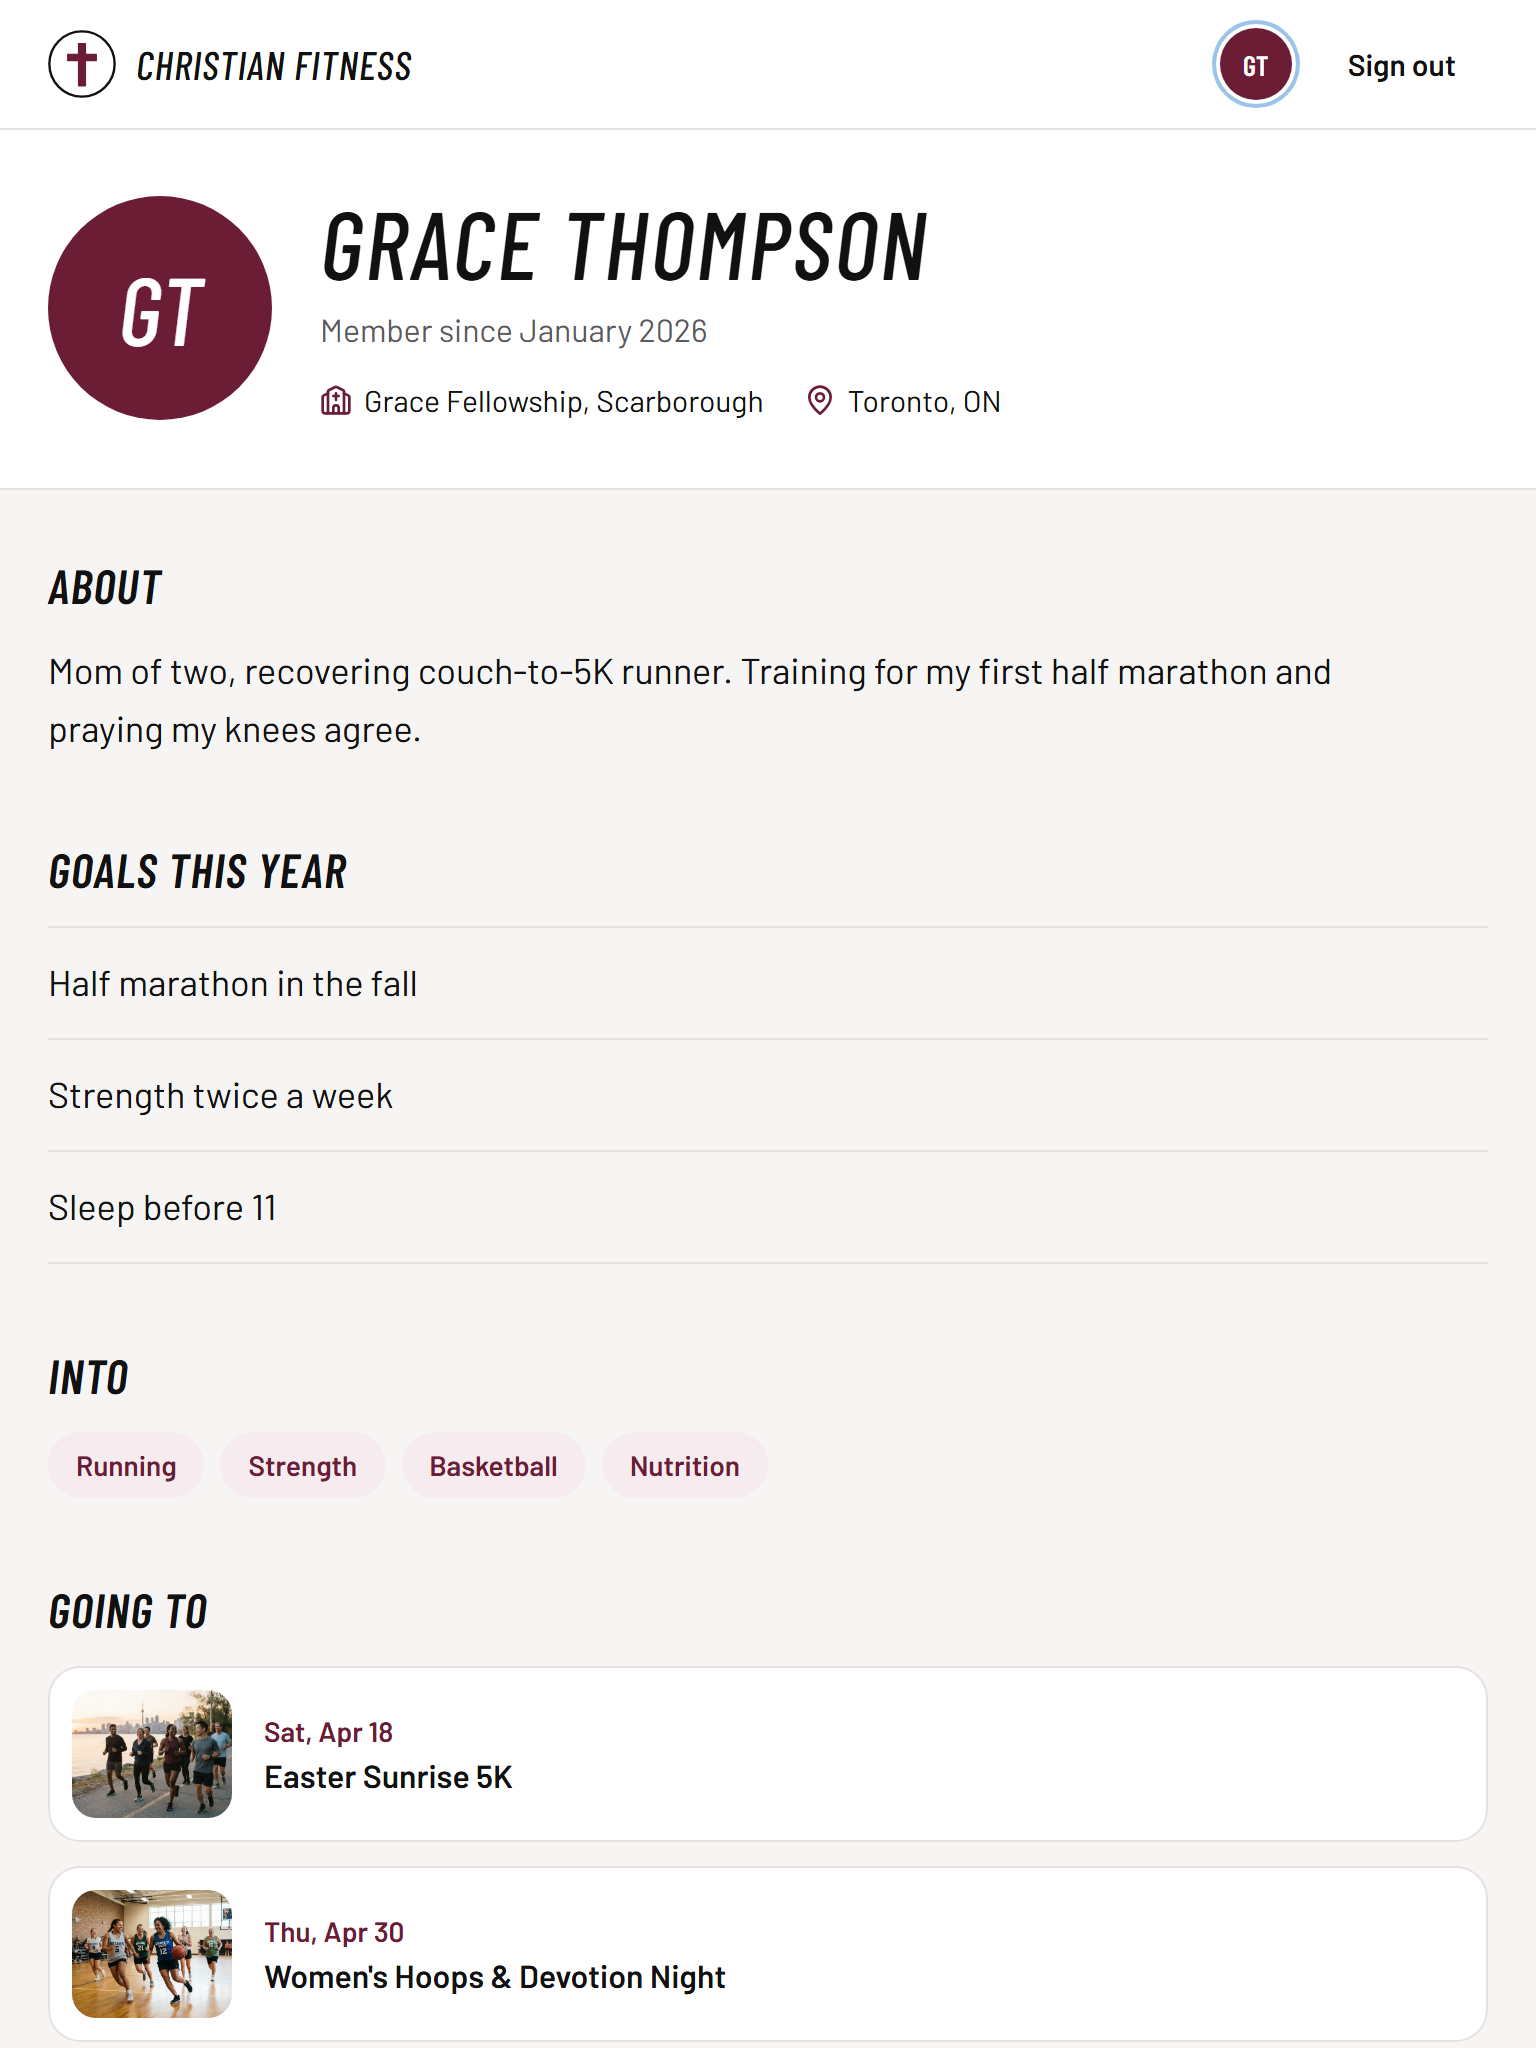 CHRISTIAN FITNESS
GT
Sign out
GT
GRACE THOMPSON
Member since January 2026
Grace Fellowship, Scarborough
Toronto, ON
ABOUT
Mom of two, recovering couch-to-5K runner. Training for my first half marathon and
praying my knees agree.
GOALS THIS YEAR
Half marathon in the fall
Strength twice a week
Sleep before 11
INTO
Running
Strength
Basketball
Nutrition
GOING TO
Sat, Apr 18
Easter Sunrise 5K
Thu, Apr 30
Women's Hoops & Devotion Night